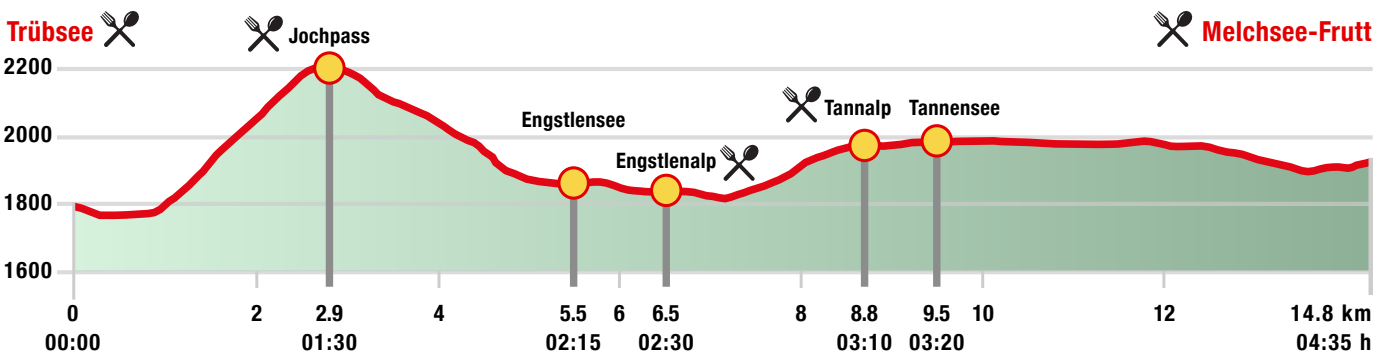 Trübsee
Jochpass
Melchsee-Frutt
2200
Engstlensee
Tannalp Tannensee
2000
Engstlenalp
1800
1600
0 2 2.9 4 5.5 6 6.5 8 8.8 9.5 10 12 14.8 km
00:00 01:30 02:15 02:30 03:10 03:20 04:35 h